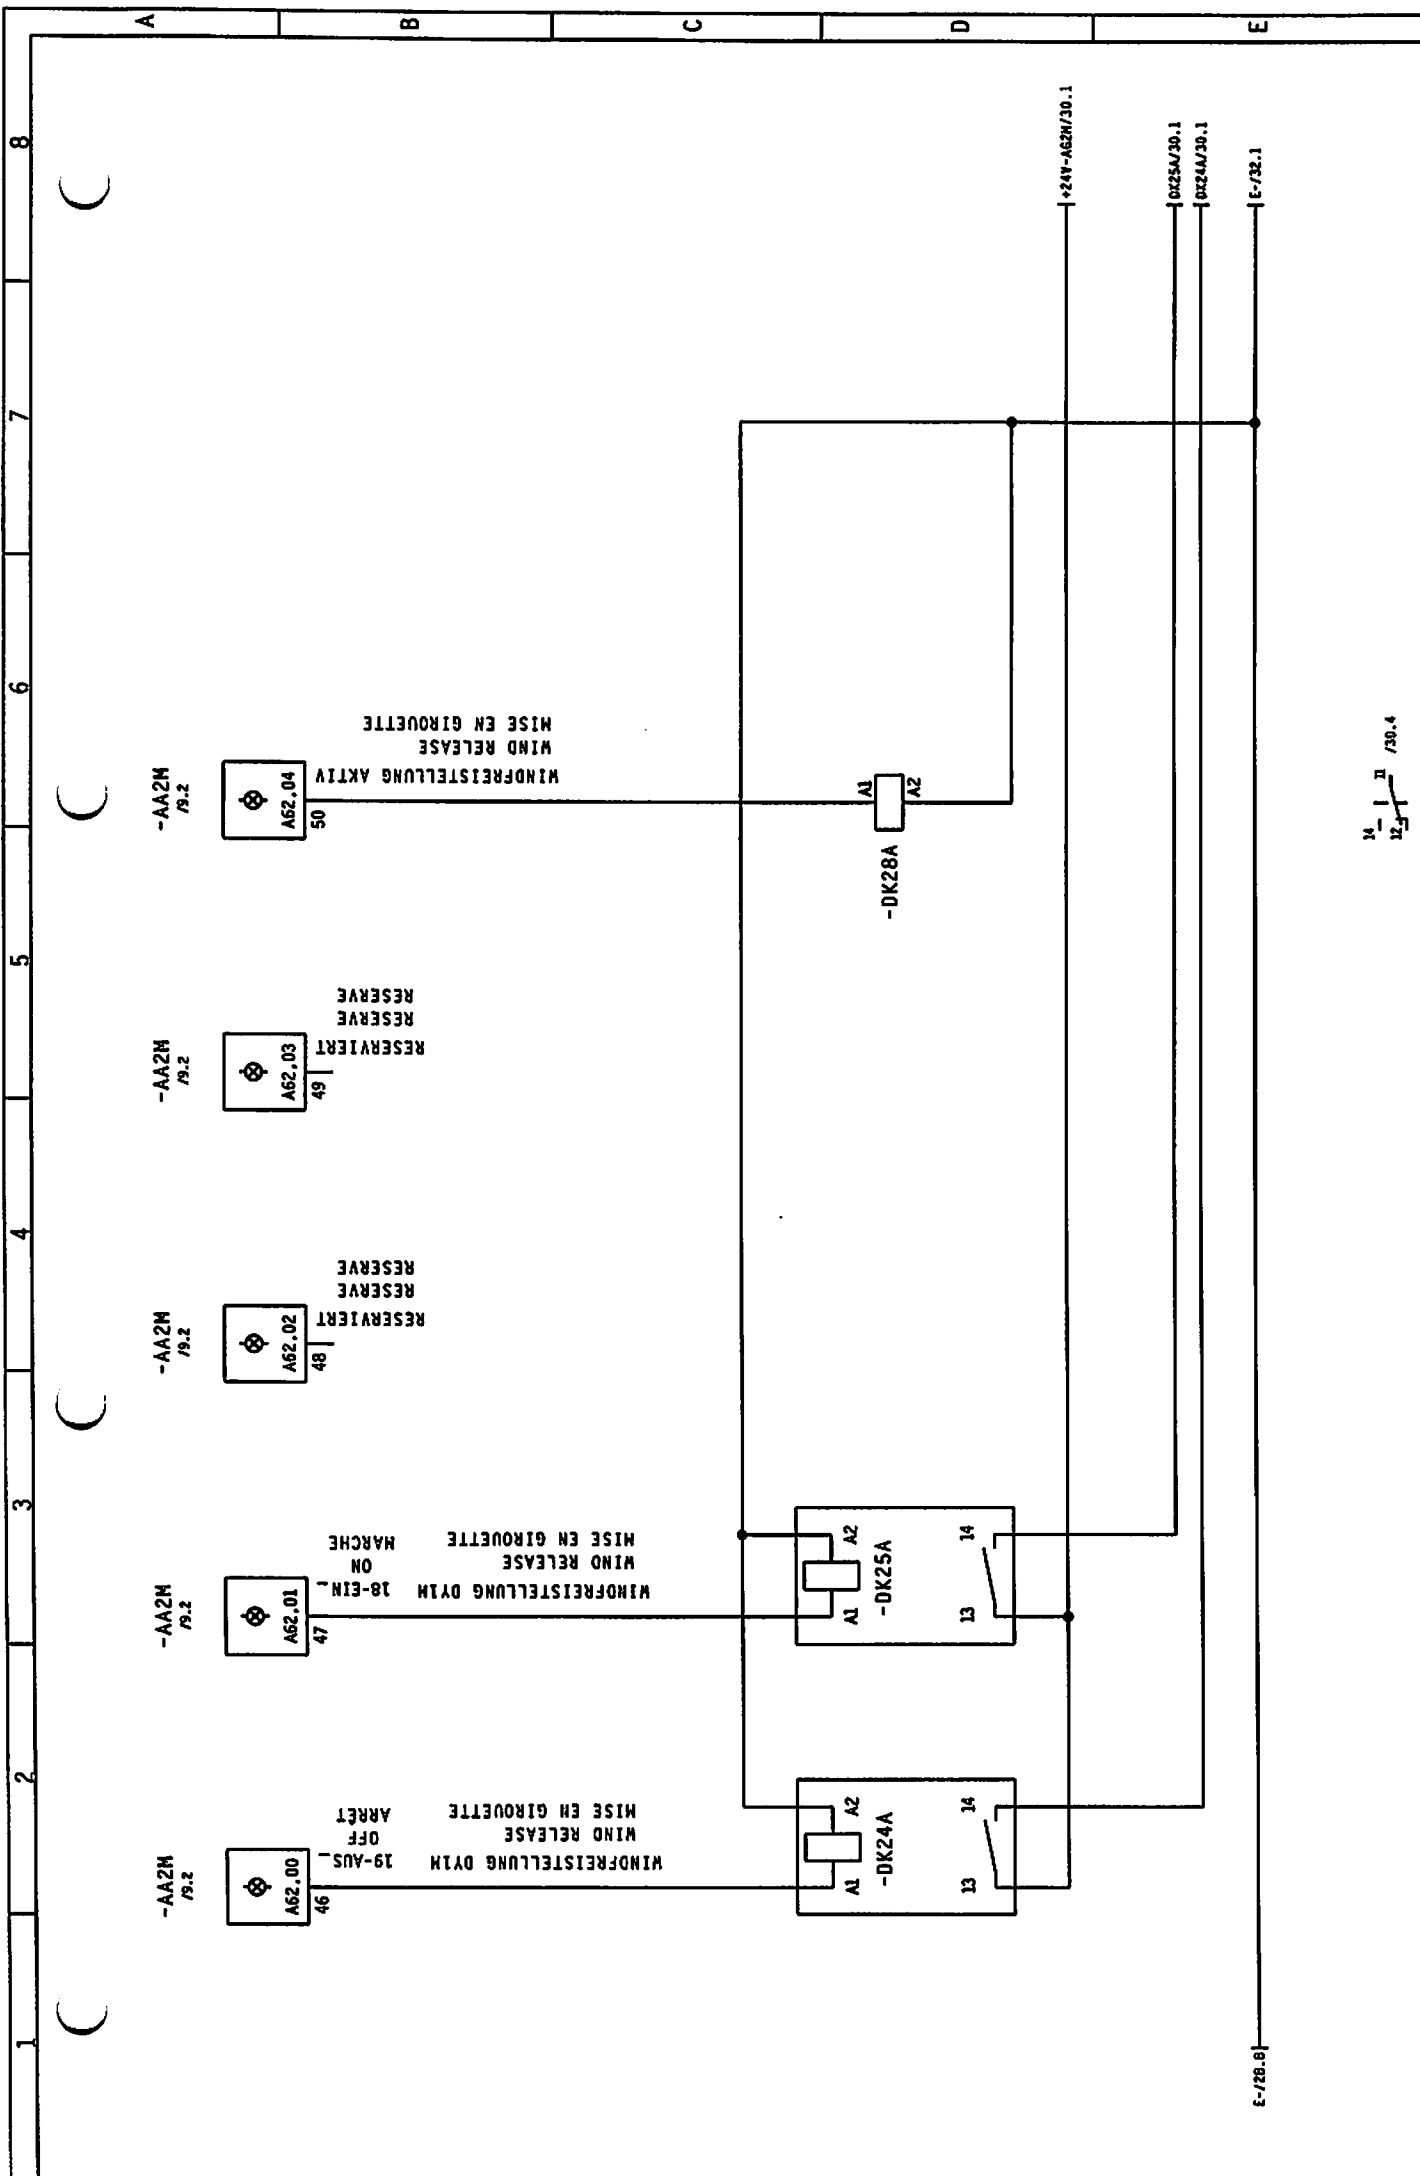 1
2
3
4
5
6
7
8
A
B
C
D
E
-AA2M
/9.2
A62.00
46
19-AUS
OFF
ARRET
WINDFREISTELLUNG DY1M
WIND RELEASE
MISE EN GIROUETTE
-AA2M
/9.2
A62.01
47
18-EIN
ON
MARCHE
WINDFREISTELLUNG DY1M
WIND RELEASE
MISE EN GIROUETTE
-AA2M
/9.2
A62.02
48
RESERVIERT
RESERVE
RESERVE
-AA2M
/9.2
A62.03
49
RESERVIERT
RESERVE
RESERVE
-AA2M
/9.2
A62.04
50
WINDFREISTELLUNG AKTIV
WIND RELEASE
MISE EN GIROUETTE
A1
A2
-DK24A
13
14
A1
A2
-DK25A
13
14
-DK28A
A1
A2
+24V-A62M/30.1
DK25A/30.1
DK24A/30.1
E-/28.8
E-/32.1
14
12
11
/30.4